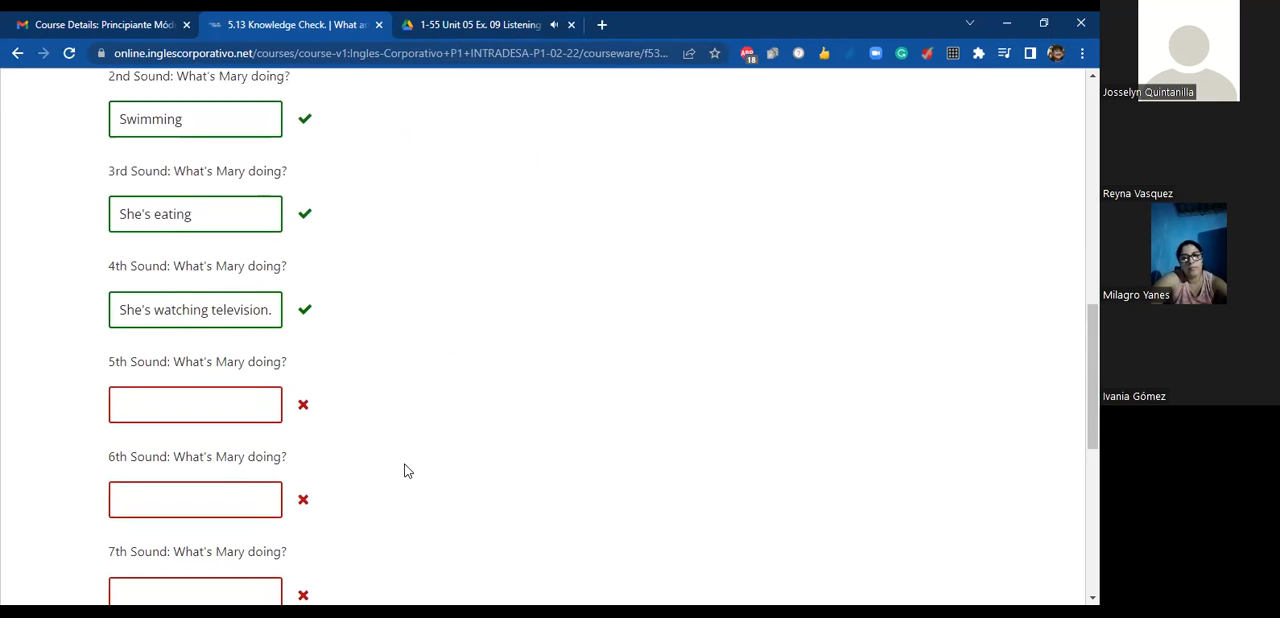 Course Details: Principiante Mód
5.13 Knowledge Check. | What ar
1-55 Unit 05 Ex. 09 Listening
online.inglescorporativo.net/courses/course-v1:Ingles-Corporativo+P1+INTRADESA-P1-02-22/courseware/f53...
18
2nd Sound: What's Mary doing?
Swimming
3rd Sound: What's Mary doing?
She's eating
4th Sound: What's Mary doing?
She's watching television.
5th Sound: What's Mary doing?
6th Sound: What's Mary doing?
7th Sound: What's Mary doing?
Josselyn Quintanilla
Reyna Vasquez
Milagro Yanes
Ivania Gómez